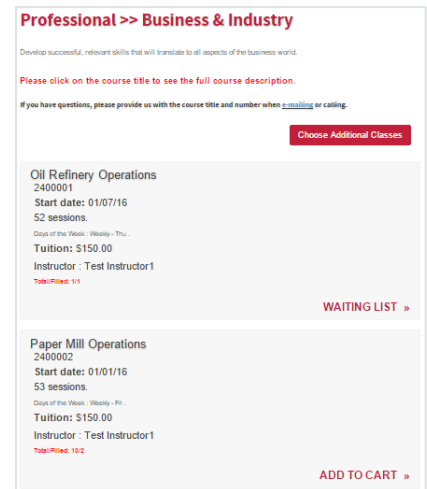 Professional >> Business & Industry
Develop successful, relevant skills that will translate to all aspects of the business world.
Please click on the course title to see the full course description.
If you have questions, please provide us with the course title and number when e-mailing or calling.
Choose Additional Classes
Oil Refinery Operations
2400001
Start date: 01/07/16
52 sessions.
Days of the Week : Weekly - Thu .
Tuition: $150.00
Instructor : Test Instructor1
Total/Filled: 1/1
WAITING LIST »
Paper Mill Operations
2400002
Start date: 01/01/16
53 sessions.
Days of the Week : Weekly - Fri .
Tuition: $150.00
Instructor : Test Instructor1
Total/Filled: 10/2
ADD TO CART »